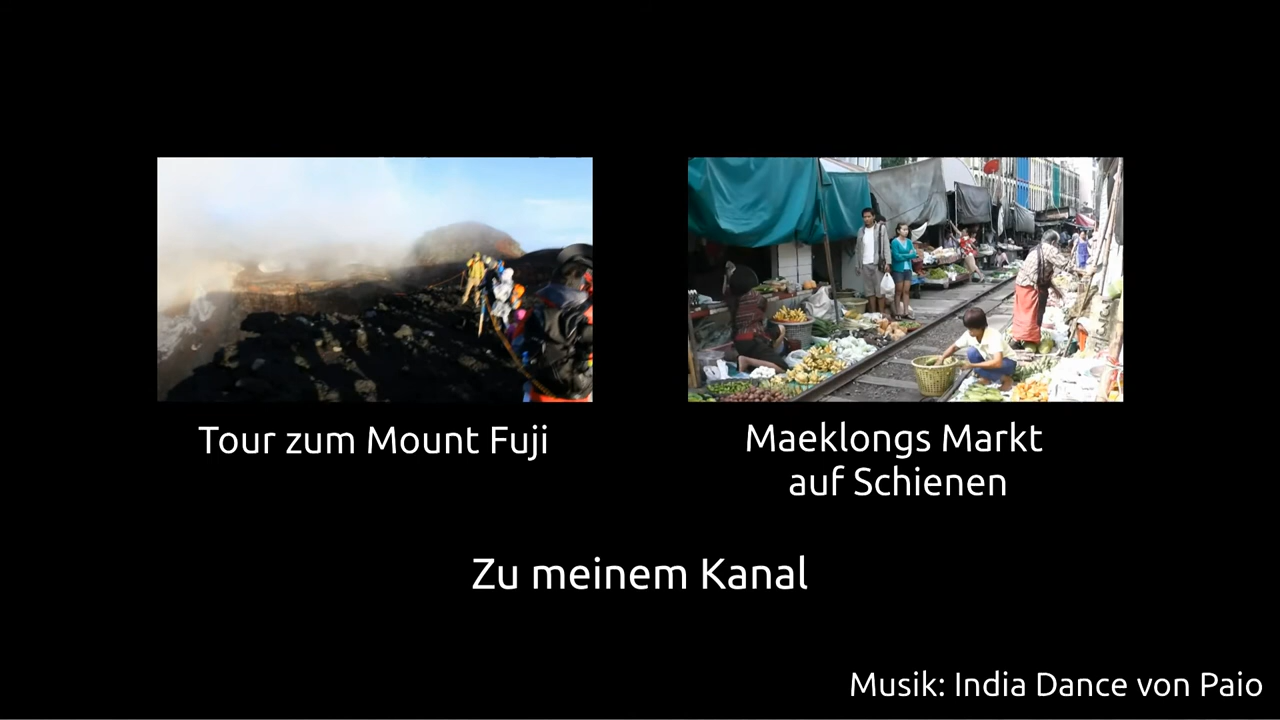 Tour zum Mount Fuji
Maeklongs Markt
auf Schienen
Zu meinem Kanal
Musik: India Dance von Paio